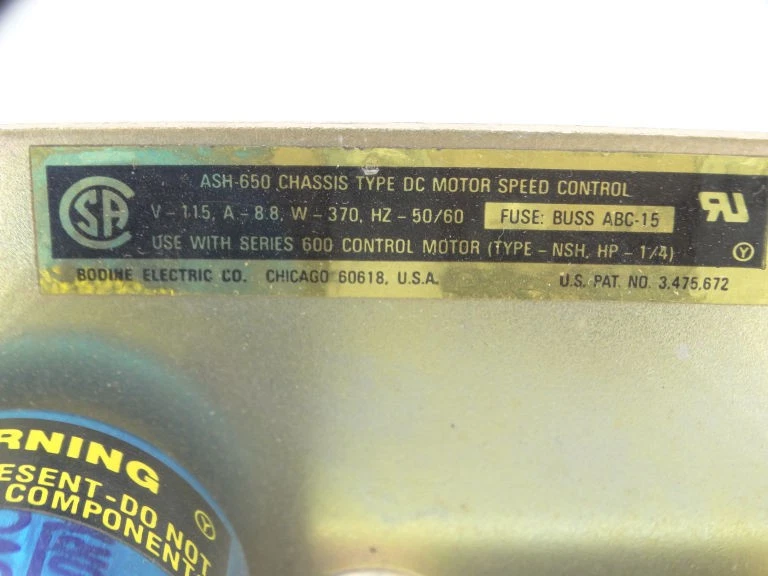 ASH-650 CHASSIS TYPE DC MOTOR SPEED CONTROL
V - 115, A - 8.8, W - 370, HZ - 50/60 FUSE: BUSS ABC-15
USE WITH SERIES 600 CONTROL MOTOR (TYPE - NSH, HP - 1/4)
BODINE ELECTRIC CO. CHICAGO 60618, U.S.A. U.S. PAT. NO. 3,475,672
SA
RU
Y
RNING
ESENT-DO NOT
COMPONENT
Y